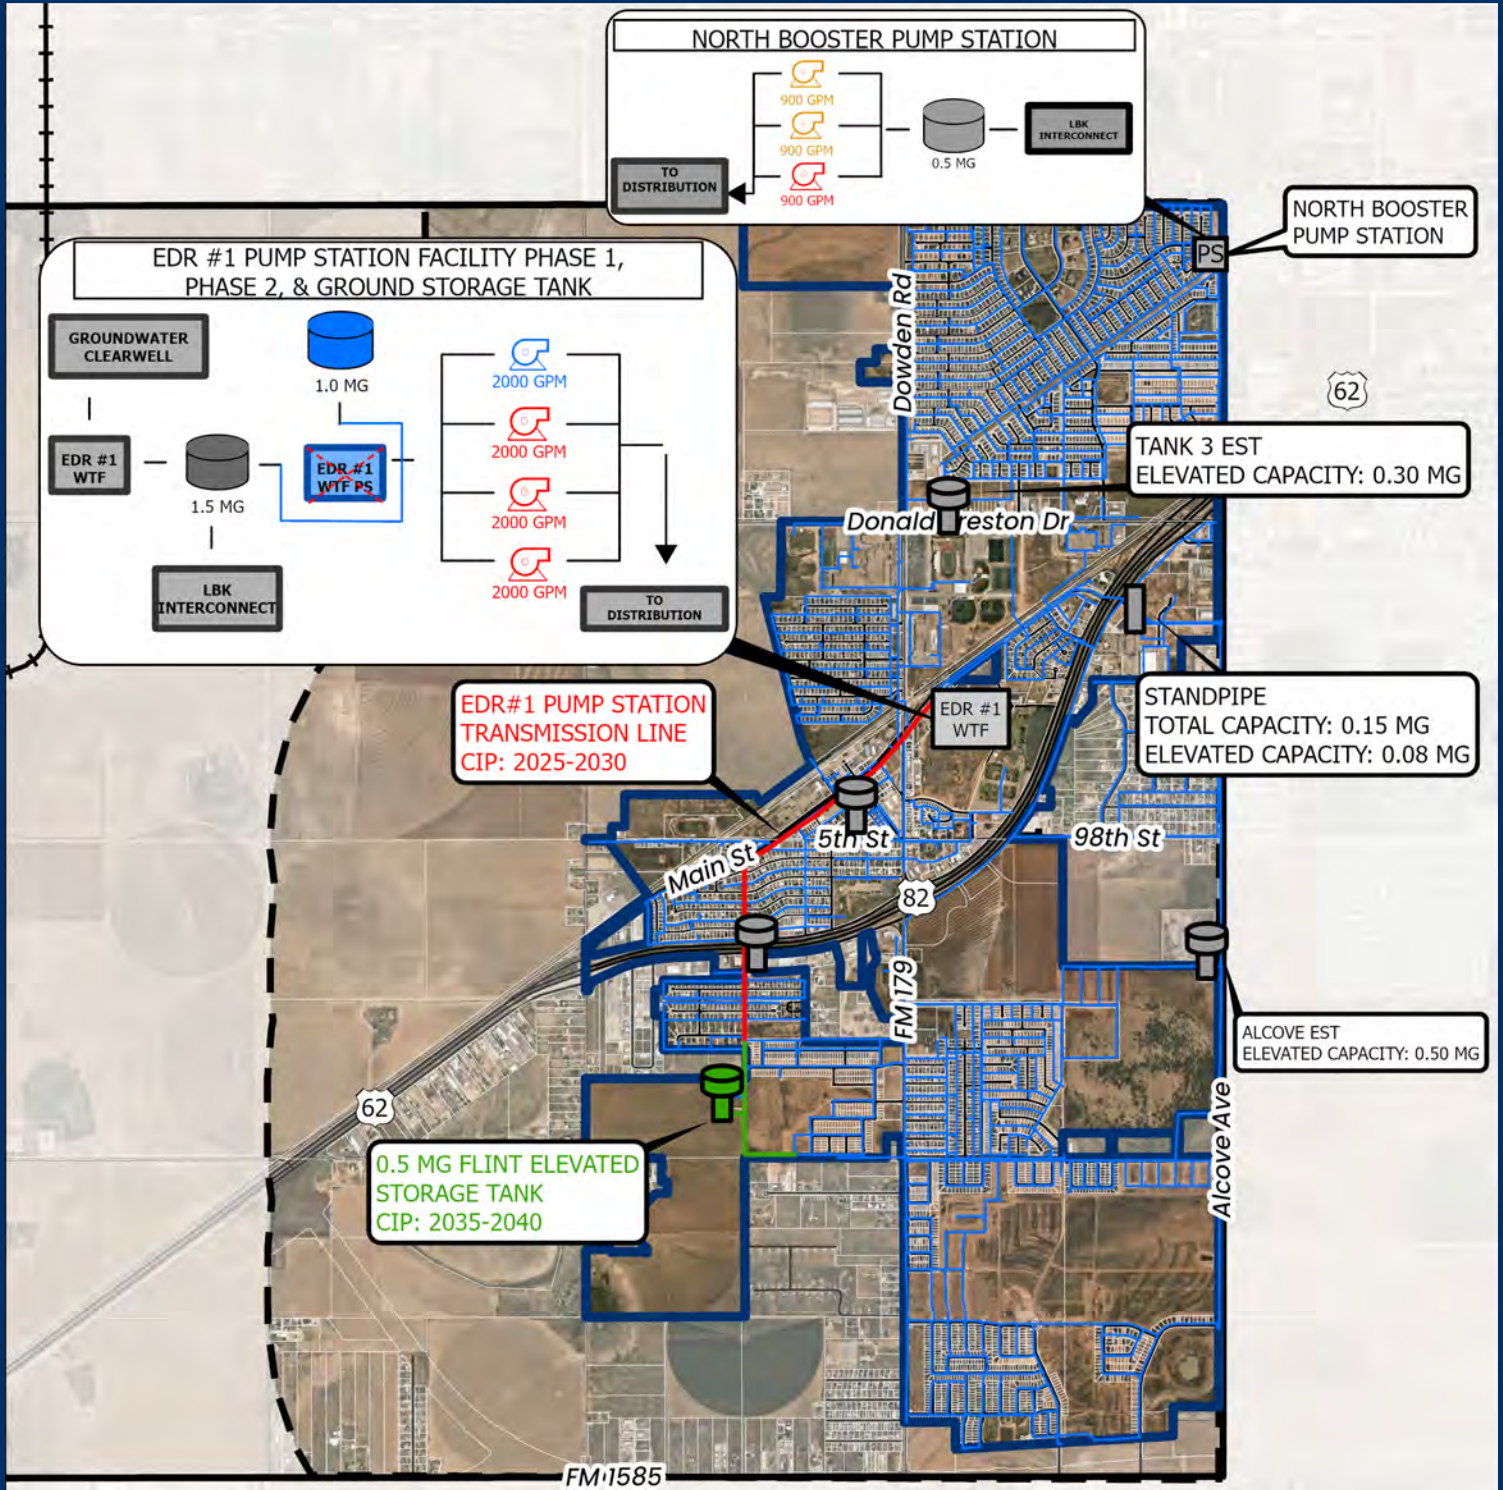 NORTH BOOSTER PUMP STATION
900 GPM
900 GPM
900 GPM
0.5 MG
LBK
INTERCONNECT
TO
DISTRIBUTION
NORTH BOOSTER
PUMP STATION
PS
EDR #1 PUMP STATION FACILITY PHASE 1,
PHASE 2, & GROUND STORAGE TANK
GROUNDWATER
CLEARWELL
1.0 MG
2000 GPM
2000 GPM
2000 GPM
2000 GPM
EDR #1
WTF
1.5 MG
EDR #1
WTF PS
LBK
INTERCONNECT
TO
DISTRIBUTION
Dowden Rd
62
TANK 3 EST
ELEVATED CAPACITY: 0.30 MG
Donald Preston Dr
STANDPIPE
TOTAL CAPACITY: 0.15 MG
ELEVATED CAPACITY: 0.08 MG
EDR#1 PUMP STATION
TRANSMISSION LINE
CIP: 2025-2030
EDR #1
WTF
5th St
98th St
Main St
82
FM 179
ALCOVE EST
ELEVATED CAPACITY: 0.50 MG
62
Alcove Ave
0.5 MG FLINT ELEVATED
STORAGE TANK
CIP: 2035-2040
FM 1585